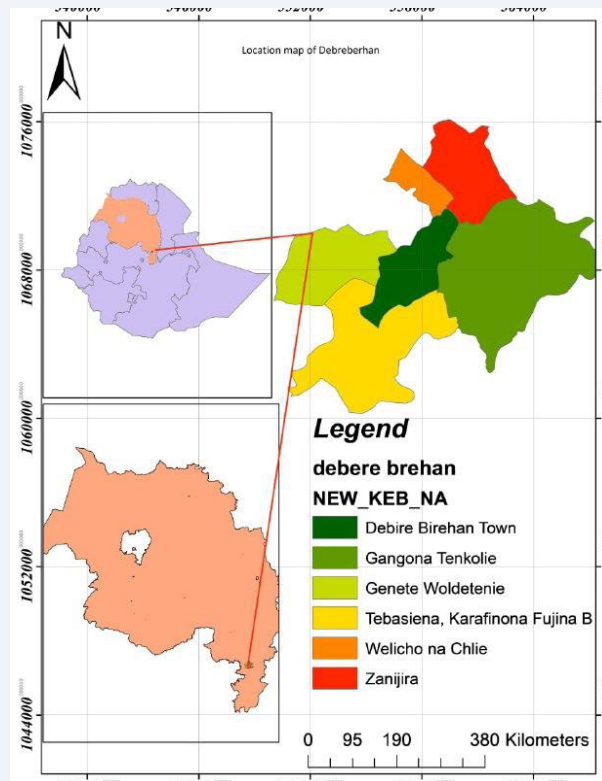 N
Location map of Debreberhan
1076000
1068000
1060000
1052000
1044000
Legend
debere brehan
NEW_KEB_NA
Debire Birehan Town
Gangona Tenkolie
Genete Woldetenie
Tebasiena, Karafinona Fujina B
Welicho na Chlie
Zanijira
0 95 190 380 Kilometers